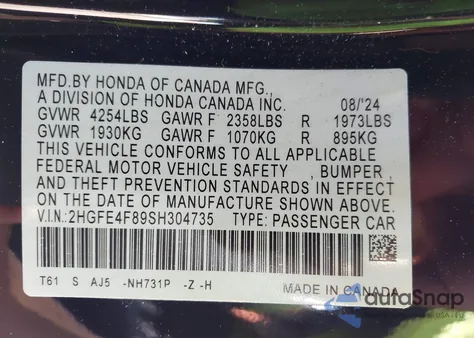 MFD.BY HONDA OF CANADA MFG.,
A DIVISION OF HONDA CANADA INC. 08/'24
GVWR 4254LBS GAWR F 2358LBS R 1973LBS
GVWR 1930KG GAWR F 1070KG R 895KG
THIS VEHICLE CONFORMS TO ALL APPLICABLE
FEDERAL MOTOR VEHICLE SAFETY , BUMPER ,
AND THEFT PREVENTION STANDARDS IN EFFECT
ON THE DATE OF MANUFACTURE SHOWN ABOVE.
V.I.N.:2HGFE4F89SH304735 TYPE: PASSENGER CAR
T61 S AJ5 -NH731P -Z -H MADE IN CANADA
autoSnap